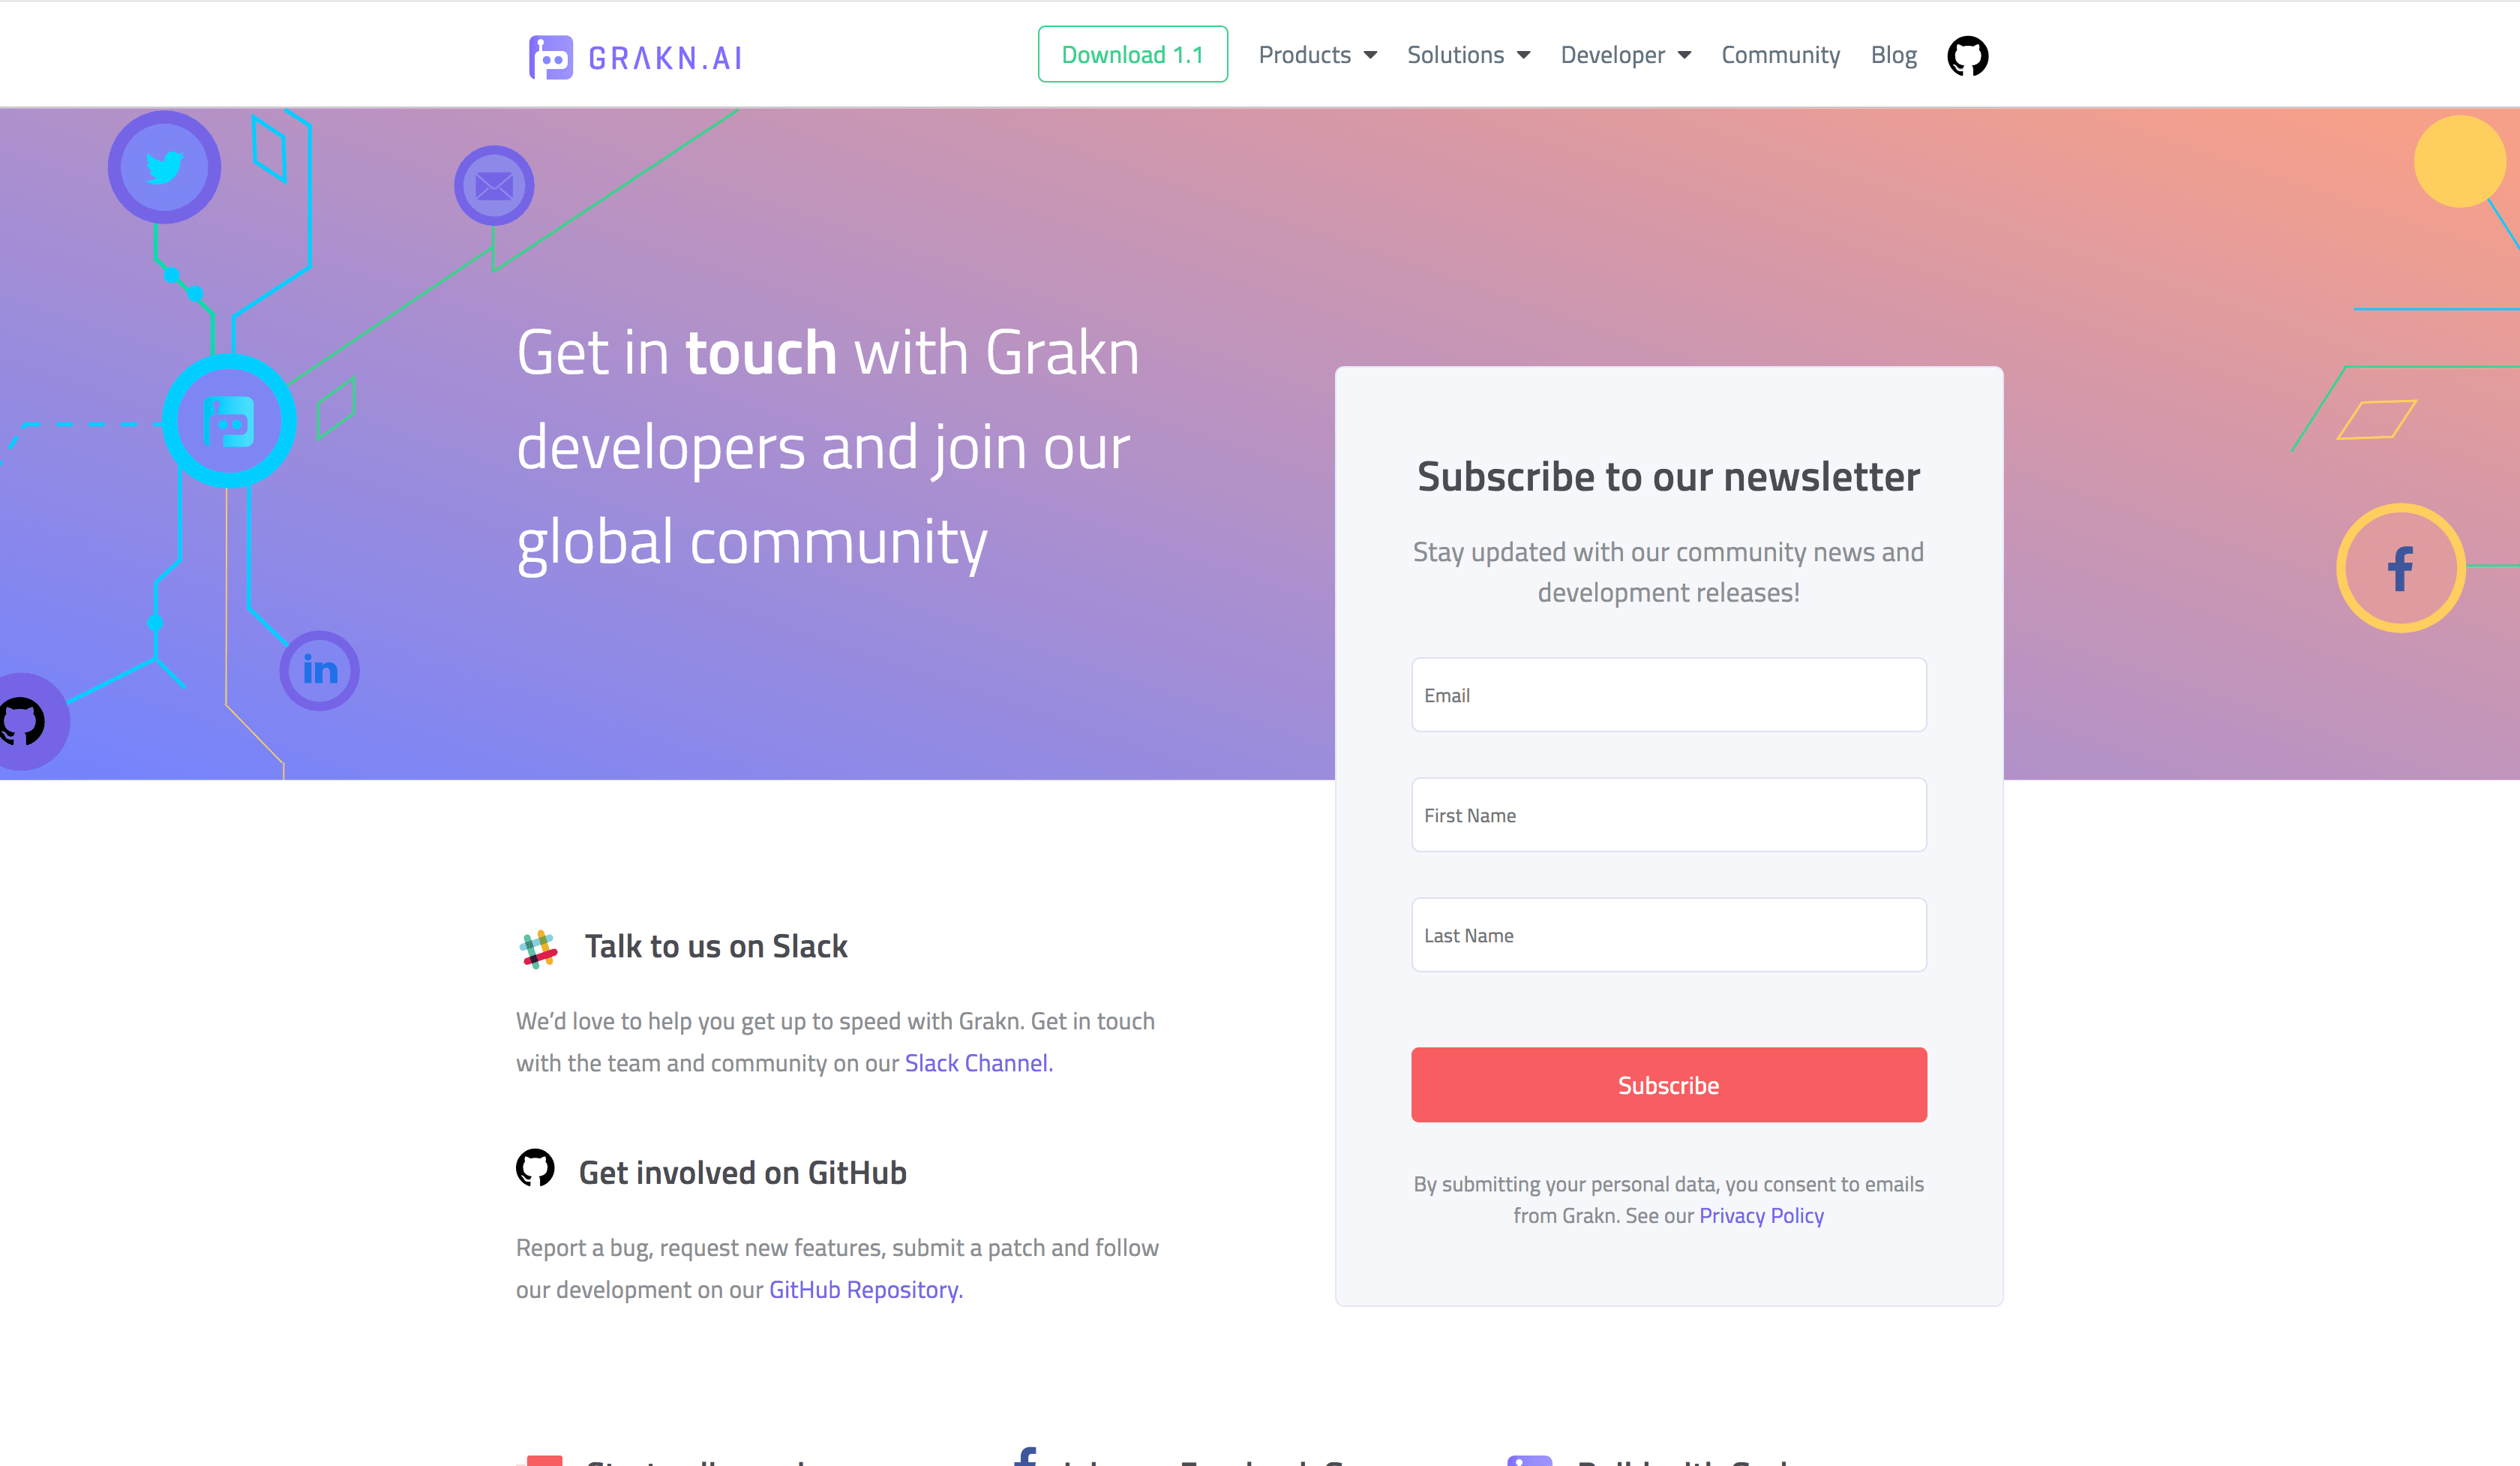 GRAKN.AI
Download 1.1
Products
Solutions
Developer
Community
Blog
Get in touch with Grakn
developers and join our
global community
in
Subscribe to our newsletter
Stay updated with our community news and
development releases!
Email
First Name
Last Name
Subscribe
By submitting your personal data, you consent to emails
from Grakn. See our Privacy Policy
Talk to us on Slack
We’d love to help you get up to speed with Grakn. Get in touch
with the team and community on our Slack Channel.
Get involved on GitHub
Report a bug, request new features, submit a patch and follow
our development on our GitHub Repository.